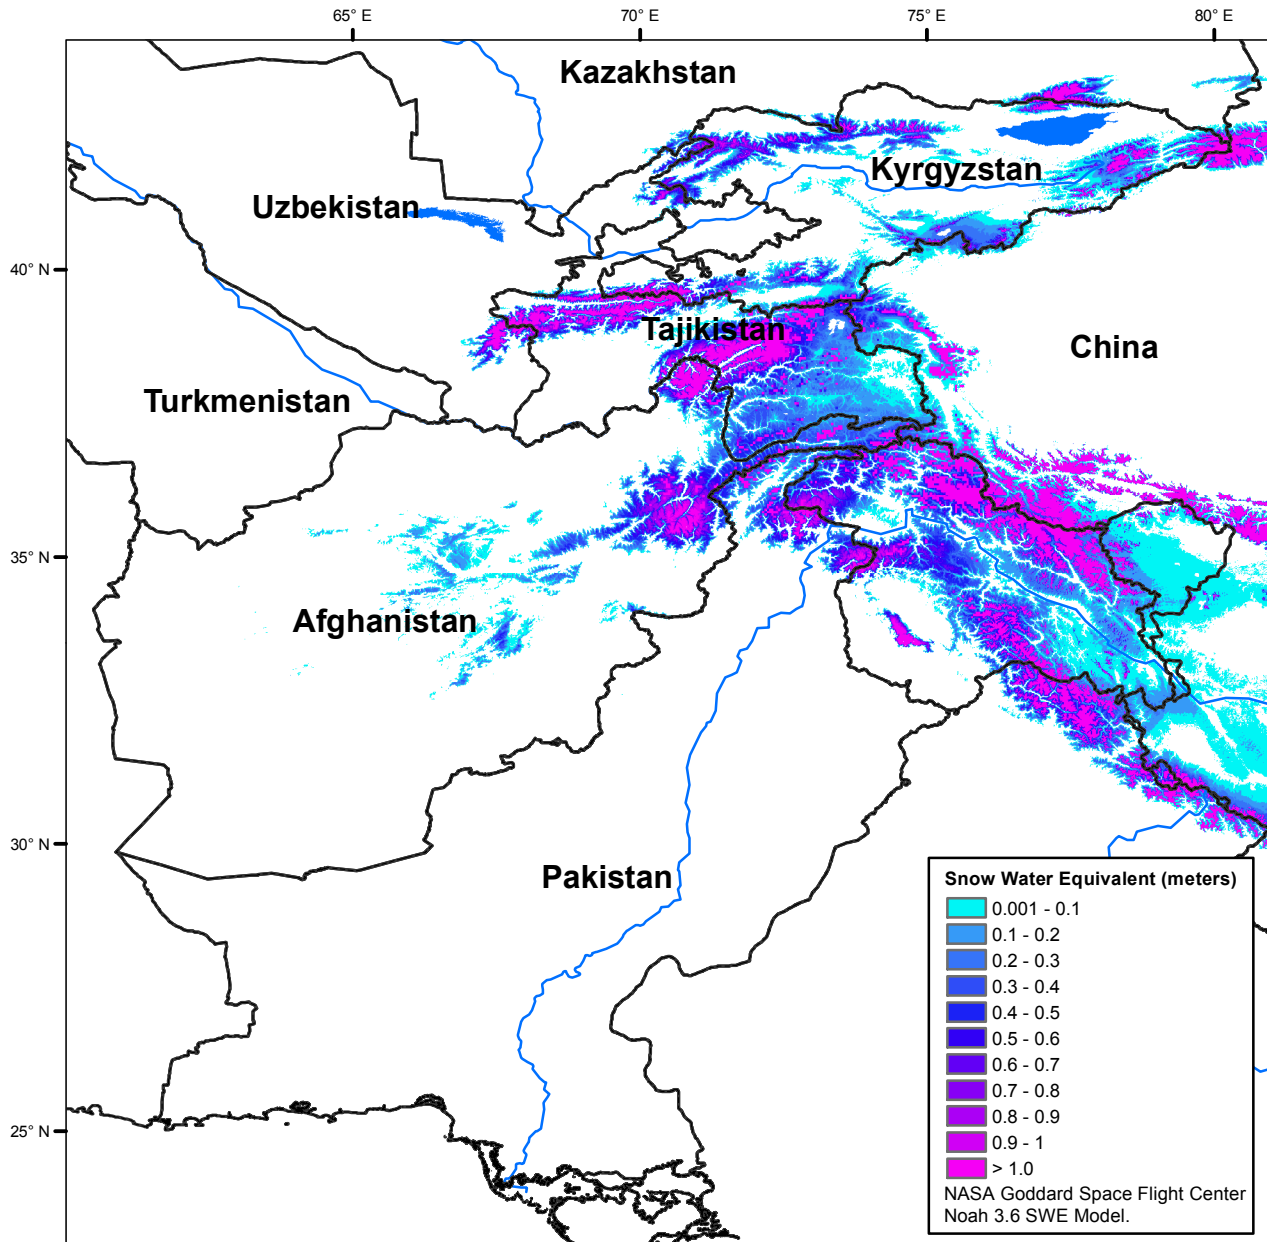 65° E
70° E
75° E
80° E
Kazakhstan
Kyrgyzstan
Uzbekistan
40° N
Tajikistan
China
Turkmenistan
35° N
Afghanistan
30° N
Pakistan
25° N
Snow Water Equivalent (meters)
0.001 - 0.1
0.1 - 0.2
0.2 - 0.3
0.3 - 0.4
0.4 - 0.5
0.5 - 0.6
0.6 - 0.7
0.7 - 0.8
0.8 - 0.9
0.9 - 1
> 1.0
NASA Goddard Space Flight Center
Noah 3.6 SWE Model.